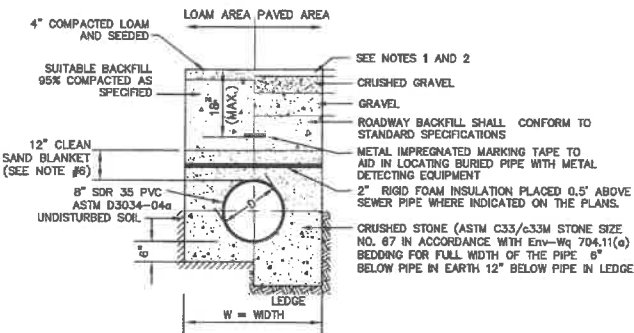 LOAM AREA PAVED AREA
4" COMPACTED LOAM
AND SEEDED
SUITABLE BACKFILL
95% COMPACTED AS
SPECIFIED
18"
(MAX.)
12" CLEAN
SAND BLANKET
(SEE NOTE #6)
8" SDR 35 PVC
ASTM D3034-04a
UNDISTURBED SOIL
D
6"
SEE NOTES 1 AND 2
CRUSHED GRAVEL
GRAVEL
ROADWAY BACKFILL SHALL CONFORM TO
STANDARD SPECIFICATIONS
METAL IMPREGNATED MARKING TAPE TO
AID IN LOCATING BURIED PIPE WITH METAL
DETECTING EQUIPMENT
2" RIGID FOAM INSULATION PLACED 0.5' ABOVE
SEWER PIPE WHERE INDICATED ON THE PLANS.
CRUSHED STONE (ASTM C33/c33M STONE SIZE
NO. 67 IN ACCORDANCE WITH Env-Wq 704.11(a)
BEDDING FOR FULL WIDTH OF THE PIPE 6"
BELOW PIPE IN EARTH 12" BELOW PIPE IN LEDGE
LEDGE
W = WIDTH